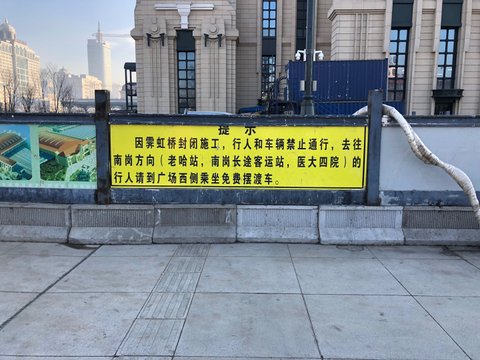 提示
因霁虹桥封闭施工，行人和车辆禁止通行，去往
南岗方向（老哈站，南岗长途客运站，医大四院）的
行人请到广场西侧乘坐免费摆渡车。